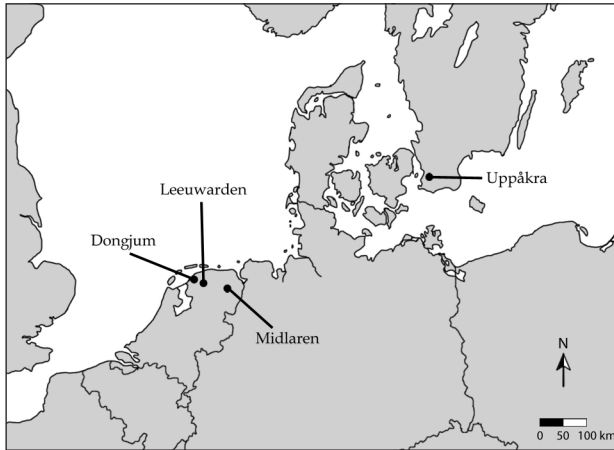 Uppåkra
Leeuwarden
Dongjum
Midlaren
N
0 50 100 km